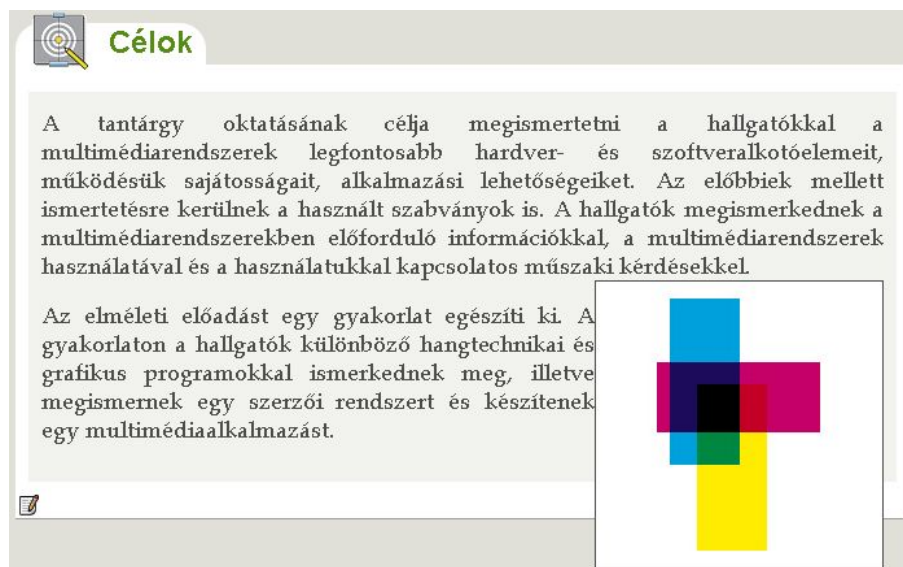 Célok
A tantárgy oktatásának célja megismertetni a hallgatókkal a
multimédiarendszerek legfontosabb hardver- és szoftveralkotóelemeit,
működésük sajátosságait, alkalmazási lehetőségeiket. Az előbbiek mellett
ismertetésre kerülnek a használt szabványok is. A hallgatók megismerkednek a
multimédiarendszerekben előforduló információkkal, a multimédiarendszerek
használatával és a használatukkal kapcsolatos műszaki kérdésekkel.
Az elméleti előadást egy gyakorlat egészíti ki. A
gyakorlaton a hallgatók különböző hangtechnikai és
grafikus programokkal ismerkednek meg, illetve
megismernek egy szerzői rendszert és készítenek
egy multimédiaalkalmazást.